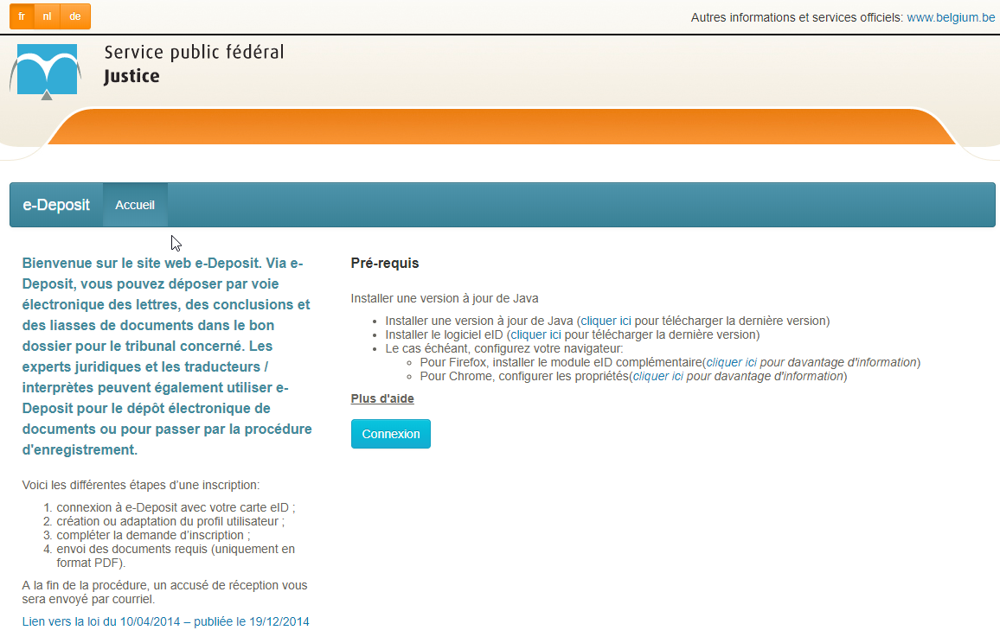 fr nl de
Autres informations et services officiels: www.belgium.be
Service public fédéral
Justice
e-Deposit Accueil
Bienvenue sur le site web e-Deposit. Via e-
Deposit, vous pouvez déposer par voie
électronique des lettres, des conclusions et
des liasses de documents dans le bon
dossier pour le tribunal concerné. Les
experts juridiques et les traducteurs /
interprètes peuvent également utiliser e-
Deposit pour le dépôt électronique de
documents ou pour passer par la procédure
d'enregistrement.
Voici les différentes étapes d’une inscription:
1. connexion à e-Deposit avec votre carte eID ;
2. création ou adaptation du profil utilisateur ;
3. compléter la demande d’inscription ;
4. envoi des documents requis (uniquement en
format PDF).
A la fin de la procédure, un accusé de réception vous
sera envoyé par courriel.
Lien vers la loi du 10/04/2014 – publiée le 19/12/2014
Pré-requis
Installer une version à jour de Java
• Installer une version à jour de Java (cliquer ici pour télécharger la dernière version)
• Installer le logiciel eID (cliquer ici pour télécharger la dernière version)
• Le cas échéant, configurez votre navigateur:
◦ Pour Firefox, installer le module eID complémentaire(cliquer ici pour davantage d'information)
◦ Pour Chrome, configurer les propriétés(cliquer ici pour davantage d'information)
Plus d'aide
Connexion